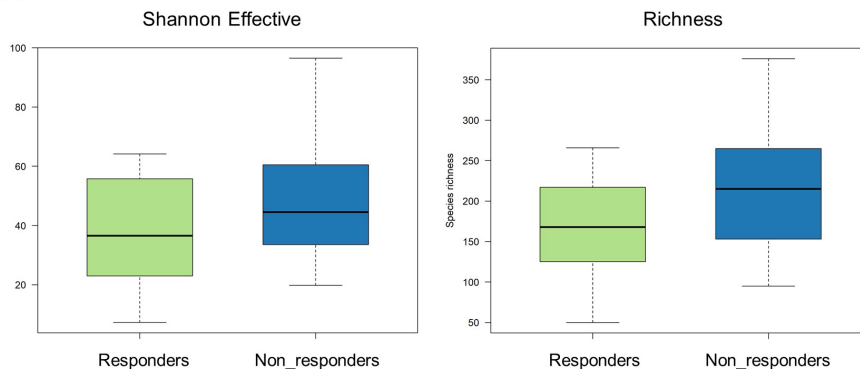 Shannon Effective
100
80
60
40
20
Responders Non_responders
Richness
Species richness
350
300
250
200
150
100
50
Responders Non_responders